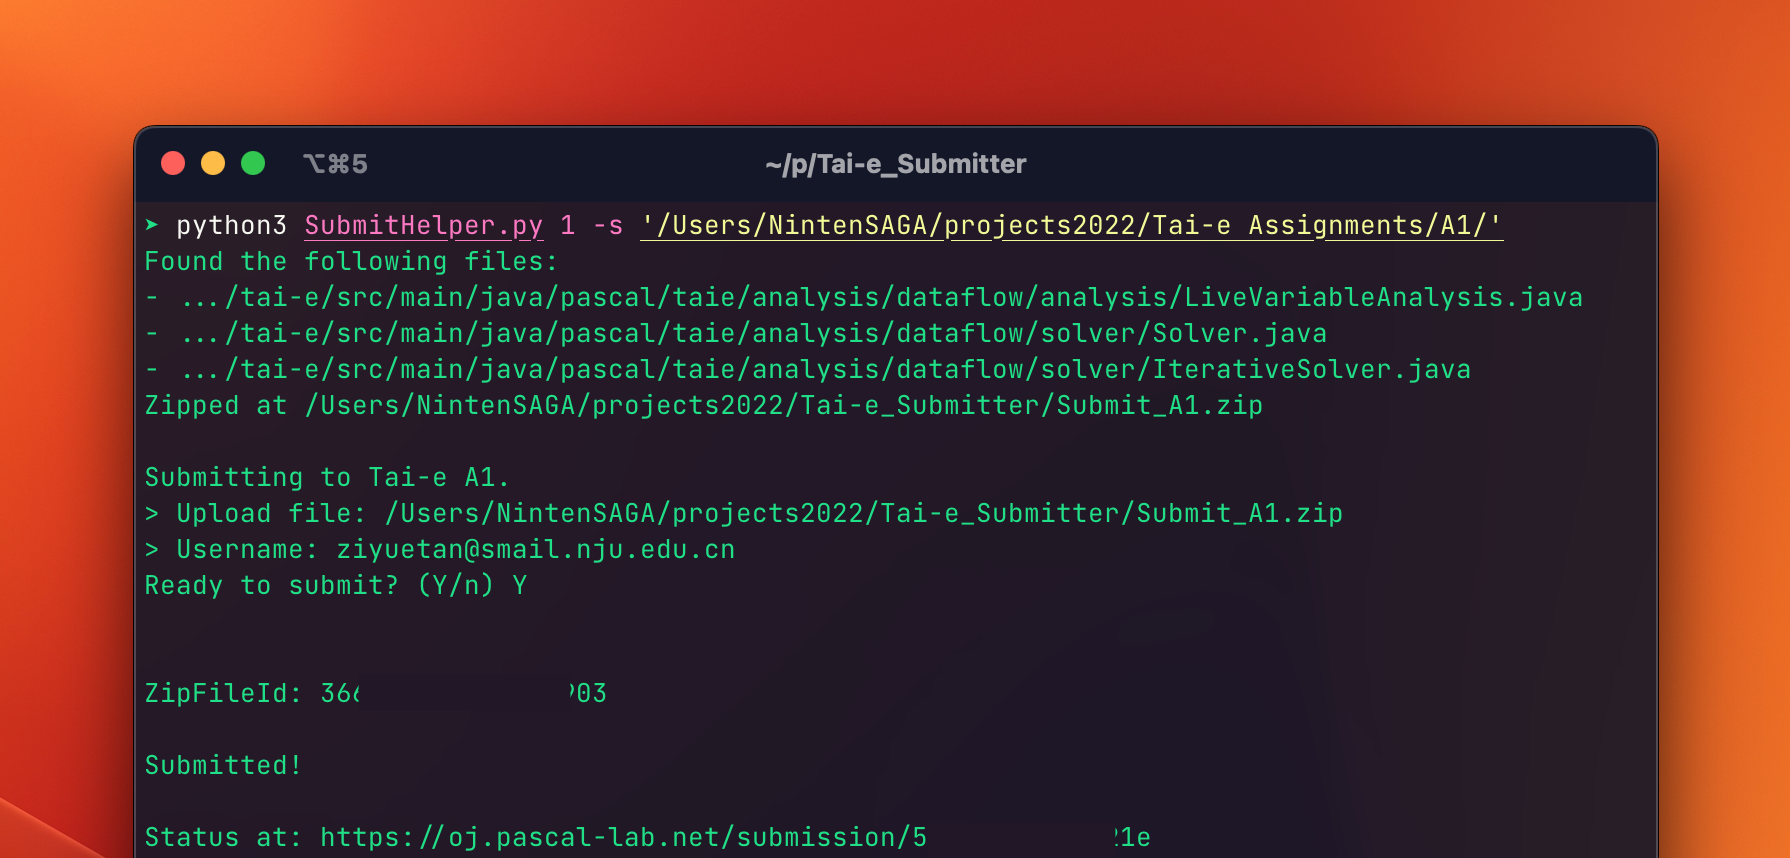 ⌥⌘5 ~/p/Tai-e_Submitter
➤ python3 SubmitHelper.py 1 -s '/Users/NintenSAGA/projects2022/Tai-e Assignments/A1/'
Found the following files:
- .../tai-e/src/main/java/pascal/taie/analysis/dataflow/analysis/LiveVariableAnalysis.java
- .../tai-e/src/main/java/pascal/taie/analysis/dataflow/solver/Solver.java
- .../tai-e/src/main/java/pascal/taie/analysis/dataflow/solver/IterativeSolver.java
Zipped at /Users/NintenSAGA/projects2022/Tai-e_Submitter/Submit_A1.zip
Submitting to Tai-e A1.
> Upload file: /Users/NintenSAGA/projects2022/Tai-e_Submitter/Submit_A1.zip
> Username: ziyuetan@smail.nju.edu.cn
Ready to submit? (Y/n) Y
ZipFileId: 36 03
Submitted!
Status at: https://oj.pascal-lab.net/submission/5 1e